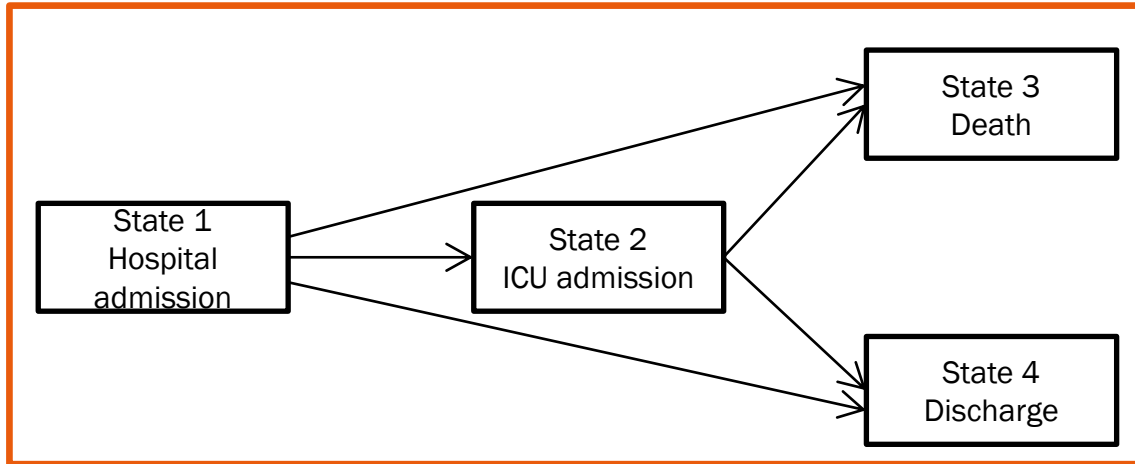 State 3
Death
State 1
Hospital
admission
State 2
ICU admission
State 4
Discharge